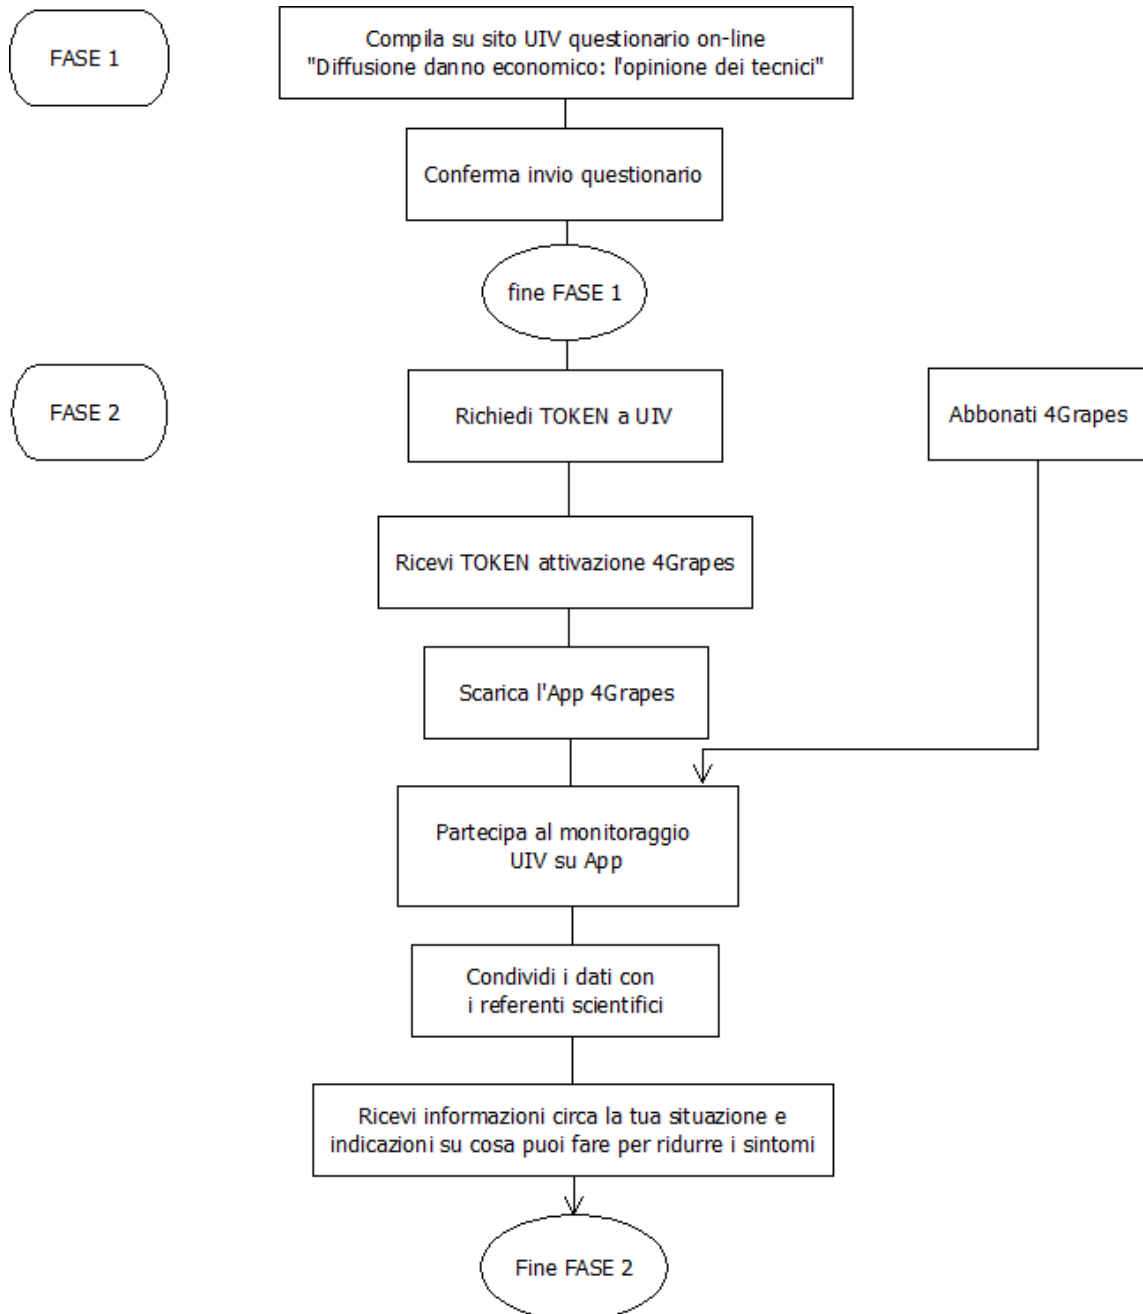 FASE 1
Compila su sito UIV questionario on-line
"Diffusione danno economico: l'opinione dei tecnici"
Conferma invio questionario
fine FASE 1
FASE 2
Richiedi TOKEN a UIV
Abbonati 4Grapes
Ricevi TOKEN attivazione 4Grapes
Scarica l'App 4Grapes
Partecipa al monitoraggio
UIV su App
Condividi i dati con
i referenti scientifici
Ricevi informazioni circa la tua situazione e
indicazioni su cosa puoi fare per ridurre i sintomi
Fine FASE 2